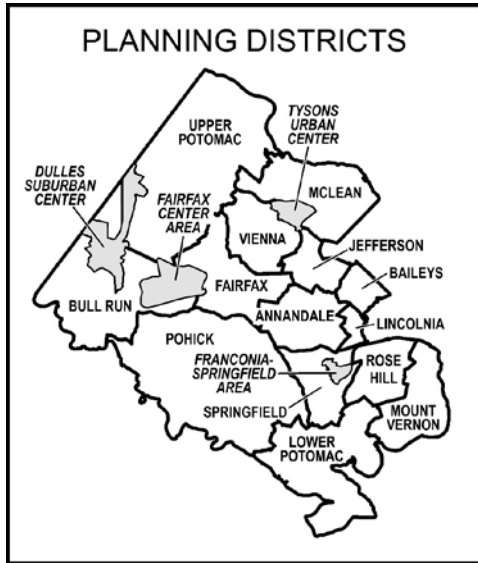 PLANNING DISTRICTS
TYSONS
URBAN
CENTER
UPPER
POTOMAC
DULLES
SUBURBAN
CENTER
FAIRFAX
CENTER
AREA
MCLEAN
VIENNA
JEFFERSON
BAILEYS
FAIRFAX
BULL RUN
ANNANDALE
LINCOLNIA
POHICK
FRANCONIA-
SPRINGFIELD
AREA
ROSE
HILL
SPRINGFIELD
MOUNT
VERNON
LOWER
POTOMAC